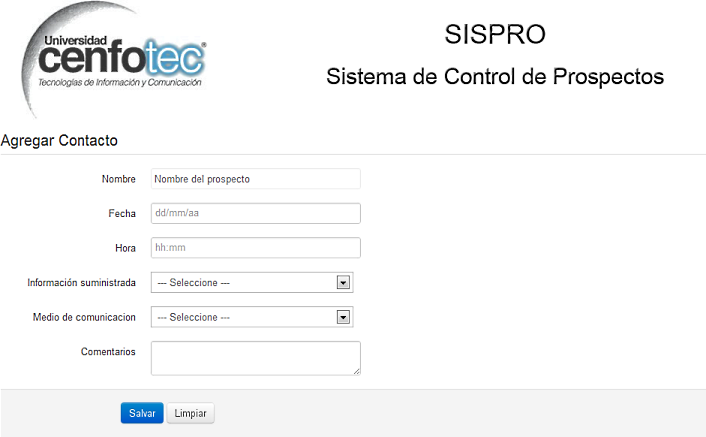 Universidad
cenfotec®
Tecnologías de Información y Comunicación
SISPRO
Sistema de Control de Prospectos
Agregar Contacto
Nombre Nombre del prospecto
Fecha dd/mm/aa
Hora hh:mm
Información suministrada --- Seleccione ---
Medio de comunicacion --- Seleccione ---
Comentarios
Salvar Limpiar